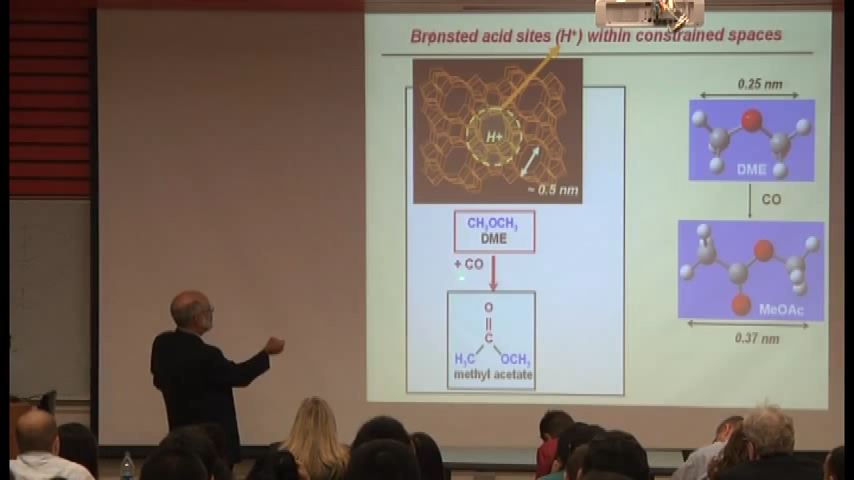 Brønsted acid sites (H⁺) within constrained spaces
H+
≈ 0.5 nm
CH₃OCH₃
DME
+ CO
O
C
H₃C
OCH₃
methyl acetate
0.25 nm
DME
CO
MeOAc
0.37 nm